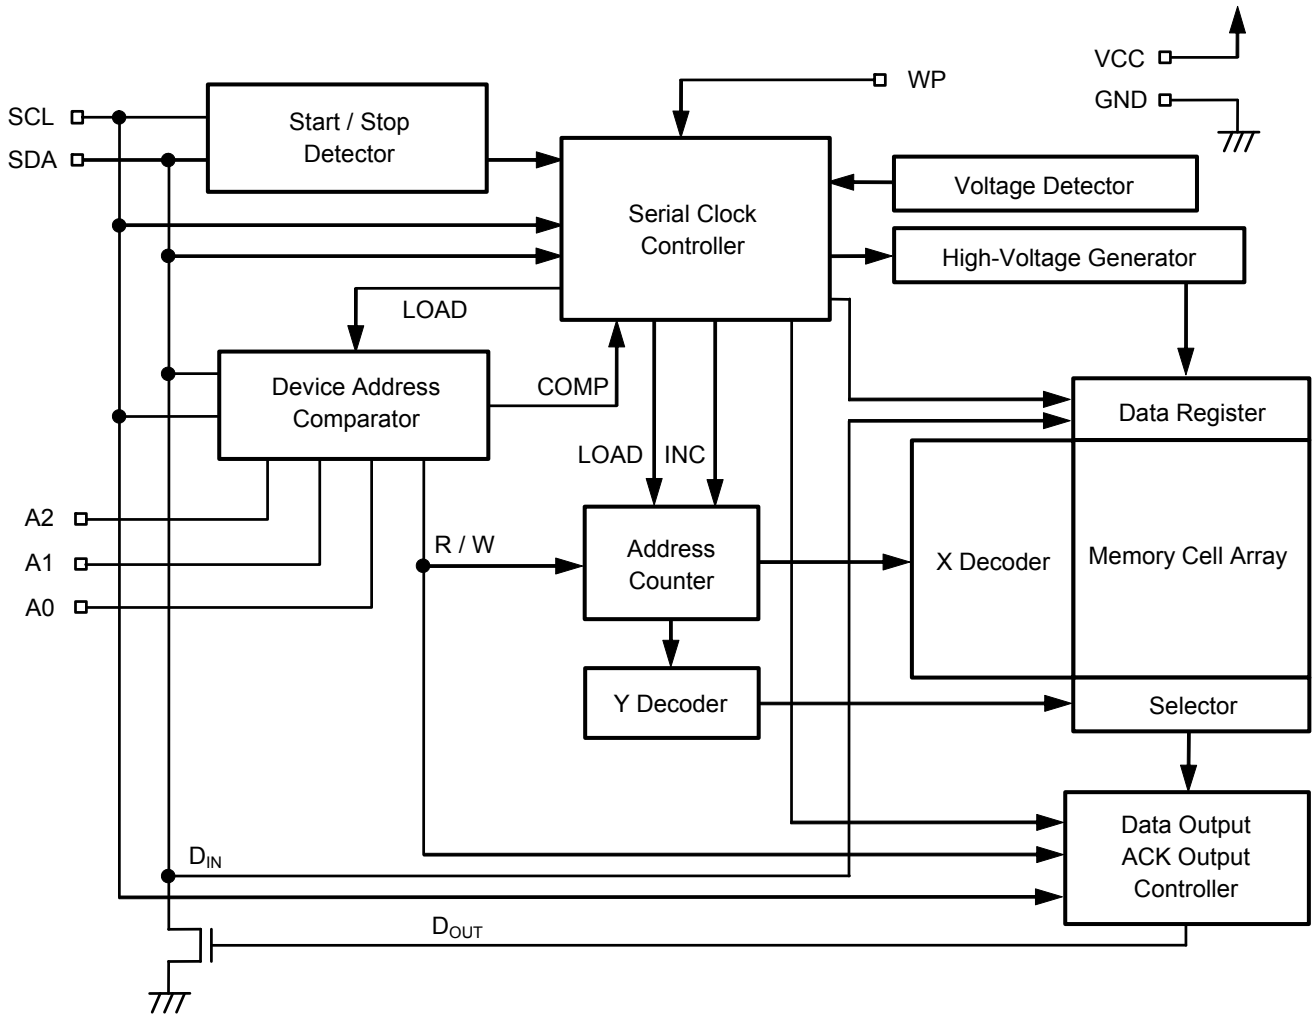 VCC
WP
GND
SCL
SDA
Start / Stop
Detector
Voltage Detector
Serial Clock
Controller
High-Voltage Generator
LOAD
Device Address
Comparator
COMP
Data Register
LOAD
INC
A2
A1
A0
R / W
Address
Counter
X Decoder
Memory Cell Array
Y Decoder
Selector
Data Output
ACK Output
Controller
DIN
DOUT